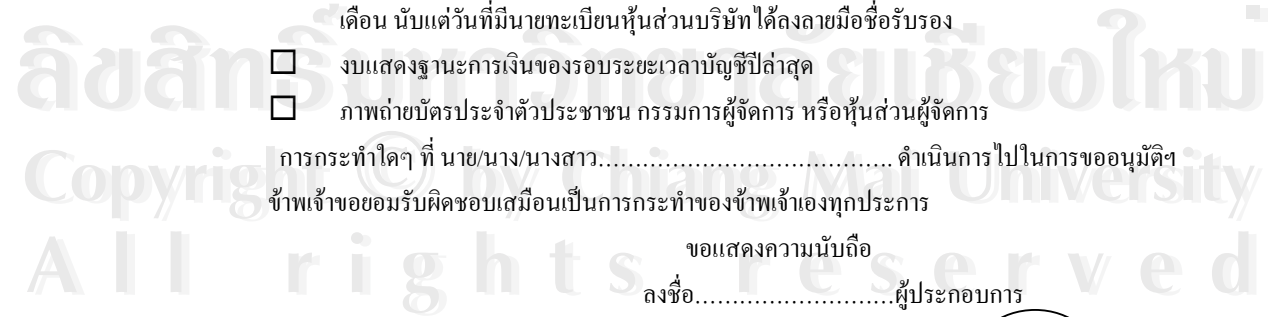 เดือน นับแต่วันที่มีนายทะเบียนหุ้นส่วนบริษัทได้ลงลายมือชื่อรับรอง
งบแสดงฐานะการเงินของรอบระยะเวลาบัญชีปีล่าสุด
ภาพถ่ายบัตรประจำตัวประชาชน กรรมการผู้จัดการ หรือหุ้นส่วนผู้จัดการ
การกระทำใดๆ ที่ นาย/นาง/นางสาว………………………………… ดำเนินการไปในการขออนุมัติฯ
ข้าพเจ้าขอยอมรับผิดชอบเสมือนเป็นการกระทำของข้าพเจ้าเองทุกประการ
ขอแสดงความนับถือ
ลงชื่อ………………………ผู้ประกอบการ
ลิขสิทธิ์มหาวิทยาลัยเชียงใหม่
Copyright © by Chiang Mai University
All rights reserved